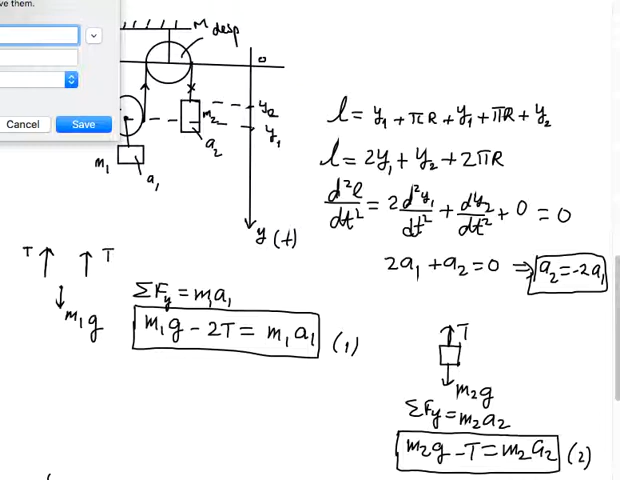 ve them.
Cancel Save
M desp
0
m2
y2
y1
a2
m1
a1
y (+)
l = y1 + πR + y1 + πR + y2
l = 2y1 + y2 + 2πR
d²l/dt² = 2 d²y1/dt² + dy2/dt² + 0 = 0
2a1 + a2 = 0 ⇒ a2 = -2a1
T T
m1g
ΣFy = m1a1
m1g - 2T = m1a1 (1)
T
m2g
ΣFy = m2a2
m2g - T = m2a2 (2)